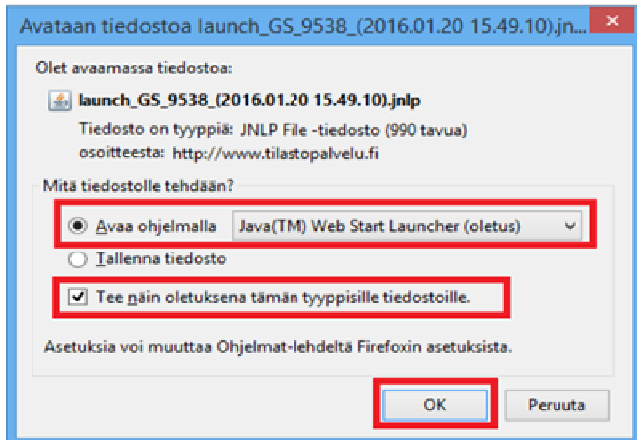 Avataan tiedostoa launch_GS_9538_(2016.01.20 15.49.10).jn...
Olet avaamassa tiedostoa:
launch_GS_9538_(2016.01.20 15.49.10).jnlp
Tiedosto on tyyppiä: JNLP File -tiedosto (990 tavua)
osoitteesta: http://www.tilastopalvelu.fi
Mitä tiedostolle tehdään?
Avaa ohjelmalla Java(TM) Web Start Launcher (oletus)
Tallenna tiedosto
Tee näin oletuksena tämän tyyppisille tiedostoille.
Asetuksia voi muuttaa Ohjelmat-lehdeltä Firefoxin asetuksista.
OK Peruuta